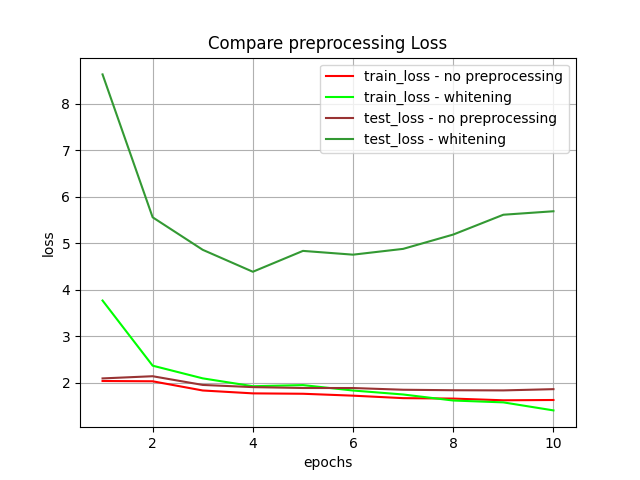 Compare preprocessing Loss
train_loss - no preprocessing
train_loss - whitening
test_loss - no preprocessing
test_loss - whitening
loss
8
7
6
5
4
3
2
2 4 6 8 10
epochs